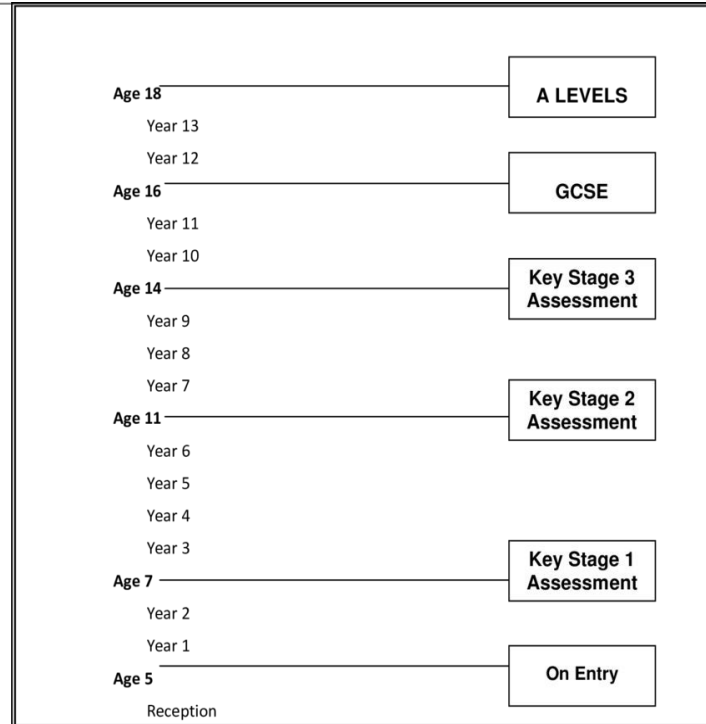 Age 18
A LEVELS
Year 13
Year 12
Age 16
GCSE
Year 11
Year 10
Age 14
Key Stage 3
Assessment
Year 9
Year 8
Year 7
Age 11
Key Stage 2
Assessment
Year 6
Year 5
Year 4
Year 3
Age 7
Key Stage 1
Assessment
Year 2
Year 1
Age 5
On Entry
Reception